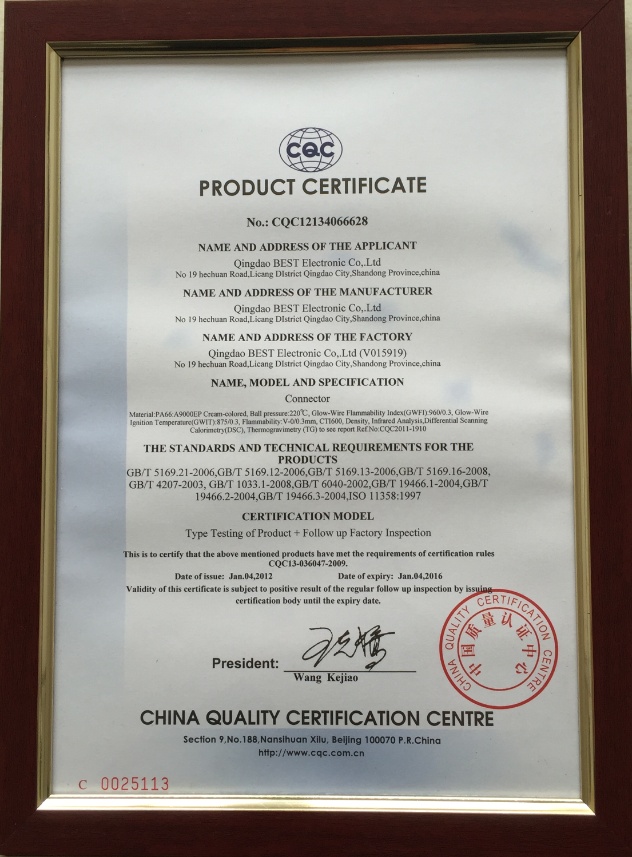 CQC
PRODUCT CERTIFICATE
No.: CQC12134066628
NAME AND ADDRESS OF THE APPLICANT
Qingdao BEST Electronic Co,.Ltd
No 19 hechuan Road,Licang DIstrict Qingdao City,Shandong Province,china
NAME AND ADDRESS OF THE MANUFACTURER
Qingdao BEST Electronic Co,.Ltd
No 19 hechuan Road,Licang DIstrict Qingdao City,Shandong Province,china
NAME AND ADDRESS OF THE FACTORY
Qingdao BEST Electronic Co,.Ltd (V015919)
No 19 hechuan Road,Licang DIstrict Qingdao City,Shandong Province,china
NAME, MODEL AND SPECIFICATION
Connector
Material:PA66:A9000EP Cream-colored, Ball pressure:220℃, Glow-Wire Flammability Index(GWFI):960/0.3, Glow-Wire
Ignition Temperature(GWIT):875/0.3, Flammability:V-0/0.3mm, CTI600, Density, Infrared Analysis,Differential Scanning
Calorimetry(DSC), Thermogravimetry (TG) to see report Ref No CQC2011-1910
THE STANDARDS AND TECHNICAL REQUIREMENTS FOR THE
PRODUCTS
GB/T 5169.21-2006,GB/T 5169.12-2006,GB/T 5169.13-2006,GB/T 5169.16-2008,
GB/T 4207-2003, GB/T 1033.1-2008,GB/T 6040-2002,GB/T 19466.1-2004,GB/T
19466.2-2004,GB/T 19466.3-2004,ISO 11358:1997
CERTIFICATION MODEL
Type Testing of Product + Follow up Factory Inspection
This is to certify that the above mentioned products have met the requirements of certification rules
CQC13-036047-2009.
Date of issue: Jan.04,2012 Date of expiry: Jan.04,2016
Validity of this certificate is subject to positive result of the regular follow up inspection by issuing
certification body until the expiry date.
CHINA QUALITY CERTIFICATION CENTRE
中国质量认证中心
President:
Wang Kejiao
CHINA QUALITY CERTIFICATION CENTRE
Section 9,No.188,Nansihuan Xilu, Beijing 100070 P.R.China
http://www.cqc.com.cn
C 0025113